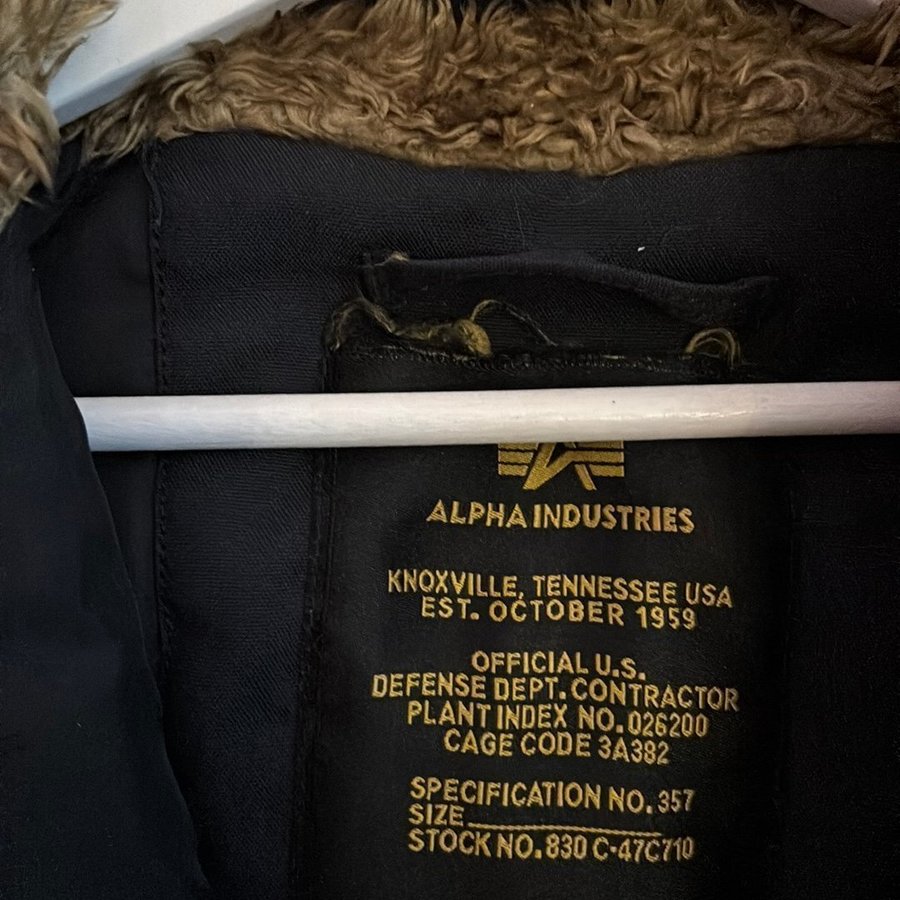 ALPHA INDUSTRIES
KNOXVILLE, TENNESSEE USA
EST. OCTOBER 1959
OFFICIAL U.S.
DEFENSE DEPT. CONTRACTOR
PLANT INDEX NO. 026200
CAGE CODE 3A382
SPECIFICATION NO. 357
SIZE
STOCK NO. 830 C-47C710